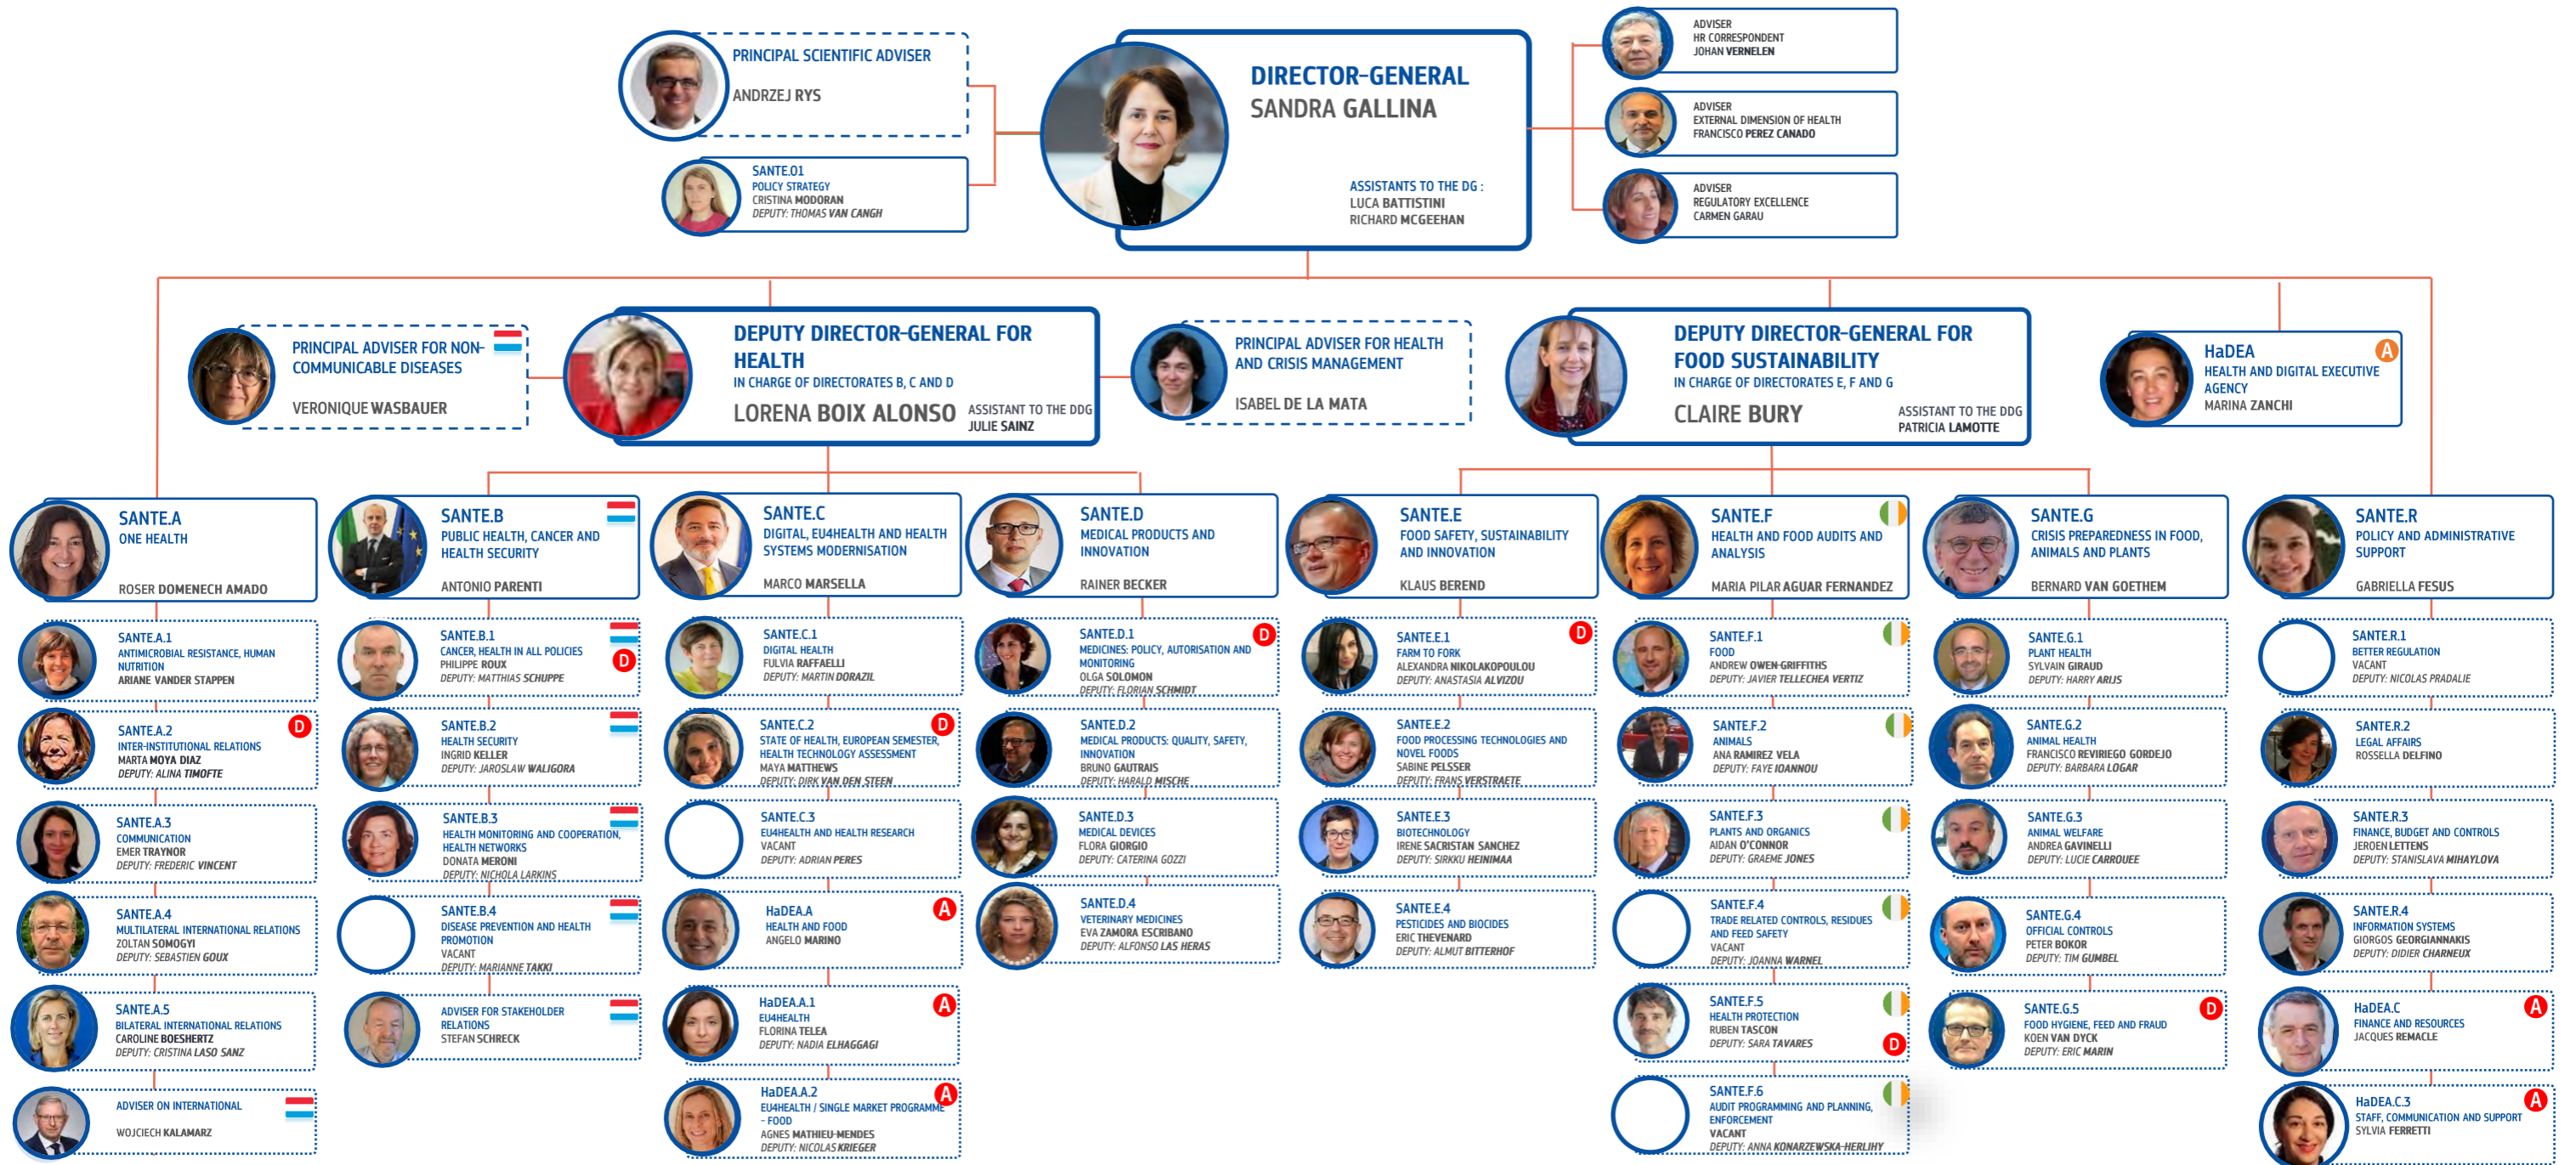 PRINCIPAL SCIENTIFIC ADVISER
ANDRZEJ RYS
SANTE.01
POLICY STRATEGY
CRISTINA MODORAN
DEPUTY: THOMAS VAN CANGH
DIRECTOR-GENERAL
SANDRA GALLINA
ASSISTANTS TO THE DG :
LUCA BATTISTINI
RICHARD MCGEEHAN
ADVISER
HR CORRESPONDENT
JOHAN VERNELEN
ADVISER
EXTERNAL DIMENSION OF HEALTH
FRANCISCO PEREZ CANADO
ADVISER
REGULATORY EXCELLENCE
CARMEN GARAU
PRINCIPAL ADVISER FOR NON-
COMMUNICABLE DISEASES
VERONIQUE WASBAUER
DEPUTY DIRECTOR-GENERAL FOR
HEALTH
IN CHARGE OF DIRECTORATES B, C AND D
LORENA BOIX ALONSO
ASSISTANT TO THE DDG
JULIE SAINZ
PRINCIPAL ADVISER FOR HEALTH
AND CRISIS MANAGEMENT
ISABEL DE LA MATA
DEPUTY DIRECTOR-GENERAL FOR
FOOD SUSTAINABILITY
IN CHARGE OF DIRECTORATES E, F AND G
CLAIRE BURY
ASSISTANT TO THE DDG
PATRICIA LAMOTTE
HaDEA
A
HEALTH AND DIGITAL EXECUTIVE
AGENCY
MARINA ZANCHI
SANTE.A
ONE HEALTH
ROSER DOMENECH AMADO
SANTE.A.1
ANTIMICROBIAL RESISTANCE, HUMAN
NUTRITION
ARIANE VANDER STAPPEN
SANTE.A.2
D
INTER-INSTITUTIONAL RELATIONS
MARTA MOYA DIAZ
DEPUTY: ALINA TIMOFTE
SANTE.A.3
COMMUNICATION
EMER TRAYNOR
DEPUTY: FREDERIC VINCENT
SANTE.A.4
MULTILATERAL INTERNATIONAL RELATIONS
ZOLTAN SOMOGYI
DEPUTY: SEBASTIEN GOUX
SANTE.A.5
BILATERAL INTERNATIONAL RELATIONS
CAROLINE BOESHERTZ
DEPUTY: CRISTINA LASO SANZ
ADVISER ON INTERNATIONAL
WOJCIECH KALAMARZ
SANTE.B
PUBLIC HEALTH, CANCER AND
HEALTH SECURITY
ANTONIO PARENTI
SANTE.B.1
CANCER, HEALTH IN ALL POLICIES
D
PHILIPPE ROUX
DEPUTY: MATTHIAS SCHUPPE
SANTE.B.2
HEALTH SECURITY
INGRID KELLER
DEPUTY: JAROSLAW WALIGORA
SANTE.B.3
HEALTH MONITORING AND COOPERATION,
HEALTH NETWORKS
DONATA MERONI
DEPUTY: NICHOLA LARKINS
SANTE.B.4
DISEASE PREVENTION AND HEALTH
PROMOTION
VACANT
DEPUTY: MARIANNE TAKKI
ADVISER FOR STAKEHOLDER
RELATIONS
STEFAN SCHRECK
SANTE.C
DIGITAL, EU4HEALTH AND HEALTH
SYSTEMS MODERNISATION
MARCO MARSELLA
SANTE.C.1
DIGITAL HEALTH
FULVIA RAFFAELLI
DEPUTY: MARTIN DORAZIL
SANTE.C.2
D
STATE OF HEALTH, EUROPEAN SEMESTER,
HEALTH TECHNOLOGY ASSESSMENT
MAYA MATTHEWS
DEPUTY: DIRK VAN DEN STEEN
SANTE.C.3
EU4HEALTH AND HEALTH RESEARCH
VACANT
DEPUTY: ADRIAN PERES
HaDEA.A
A
HEALTH AND FOOD
ANGELO MARINO
HaDEA.A.1
A
EU4HEALTH
FLORINA TELEA
DEPUTY: NADIA ELHAGGAGI
HaDEA.A.2
A
EU4HEALTH / SINGLE MARKET PROGRAMME
- FOOD
AGNES MATHIEU-MENDES
DEPUTY: NICOLAS KRIEGER
SANTE.D
MEDICAL PRODUCTS AND
INNOVATION
RAINER BECKER
SANTE.D.1
D
MEDICINES: POLICY, AUTORISATION AND
MONITORING
OLGA SOLOMON
DEPUTY: FLORIAN SCHMIDT
SANTE.D.2
MEDICAL PRODUCTS: QUALITY, SAFETY,
INNOVATION
BRUNO GAUTRAIS
DEPUTY: HARALD MISCHE
SANTE.D.3
MEDICAL DEVICES
FLORA GIORGIO
DEPUTY: CATERINA GOZZI
SANTE.D.4
VETERINARY MEDICINES
EVA ZAMORA ESCRIBANO
DEPUTY: ALFONSO LAS HERAS
SANTE.E
FOOD SAFETY, SUSTAINABILITY
AND INNOVATION
KLAUS BEREND
SANTE.E.1
D
FARM TO FORK
ALEXANDRA NIKOLAKOPOULOU
DEPUTY: ANASTASIA ALVIZOU
SANTE.E.2
FOOD PROCESSING TECHNOLOGIES AND
NOVEL FOODS
SABINE PELSSER
DEPUTY: FRANS VERSTRAETE
SANTE.E.3
BIOTECHNOLOGY
IRENE SACRISTAN SANCHEZ
DEPUTY: SIRKKU HEINIMAA
SANTE.E.4
PESTICIDES AND BIOCIDES
ERIC THEVENARD
DEPUTY: ALMUT BITTERHOF
SANTE.F
HEALTH AND FOOD AUDITS AND
ANALYSIS
MARIA PILAR AGUAR FERNANDEZ
SANTE.F.1
FOOD
ANDREW OWEN-GRIFFITHS
DEPUTY: JAVIER TELLECHEA VERTIZ
SANTE.F.2
ANIMALS
ANA RAMIREZ VELA
DEPUTY: FAYE IOANNOU
SANTE.F.3
PLANTS AND ORGANICS
AIDAN O'CONNOR
DEPUTY: GRAEME JONES
SANTE.F.4
TRADE RELATED CONTROLS, RESIDUES
AND FEED SAFETY
VACANT
DEPUTY: JOANNA WARNEL
SANTE.F.5
HEALTH PROTECTION
RUBEN TASCON
DEPUTY: SARA TAVARES
D
SANTE.F.6
AUDIT PROGRAMMING AND PLANNING,
ENFORCEMENT
VACANT
DEPUTY: ANNA KONARZEWSKA-HERLIHY
SANTE.G
CRISIS PREPAREDNESS IN FOOD,
ANIMALS AND PLANTS
BERNARD VAN GOETHEM
SANTE.G.1
PLANT HEALTH
SYLVAIN GIRAUD
DEPUTY: HARRY ARIJS
SANTE.G.2
ANIMAL HEALTH
FRANCISCO REVIRIEGO GORDEJO
DEPUTY: BARBARA LOGAR
SANTE.G.3
ANIMAL WELFARE
ANDREA GAVINELLI
DEPUTY: LUCIE CARROUEE
SANTE.G.4
OFFICIAL CONTROLS
PETER BOKOR
DEPUTY: TIM GUMBEL
SANTE.G.5
D
FOOD HYGIENE, FEED AND FRAUD
KOEN VAN DYCK
DEPUTY: ERIC MARIN
SANTE.R
POLICY AND ADMINISTRATIVE
SUPPORT
GABRIELLA FESUS
SANTE.R.1
BETTER REGULATION
VACANT
DEPUTY: NICOLAS PRADALIE
SANTE.R.2
LEGAL AFFAIRS
ROSSELLA DELFINO
SANTE.R.3
FINANCE, BUDGET AND CONTROLS
JEROEN LETTENS
DEPUTY: STANISLAVA MIHAYLOVA
SANTE.R.4
INFORMATION SYSTEMS
GIORGOS GEORGIANNAKIS
DEPUTY: DIDIER CHARNEUX
HaDEA.C
A
FINANCE AND RESOURCES
JACQUES REMACLE
HaDEA.C.3
A
STAFF, COMMUNICATION AND SUPPORT
SYLVIA FERRETTI